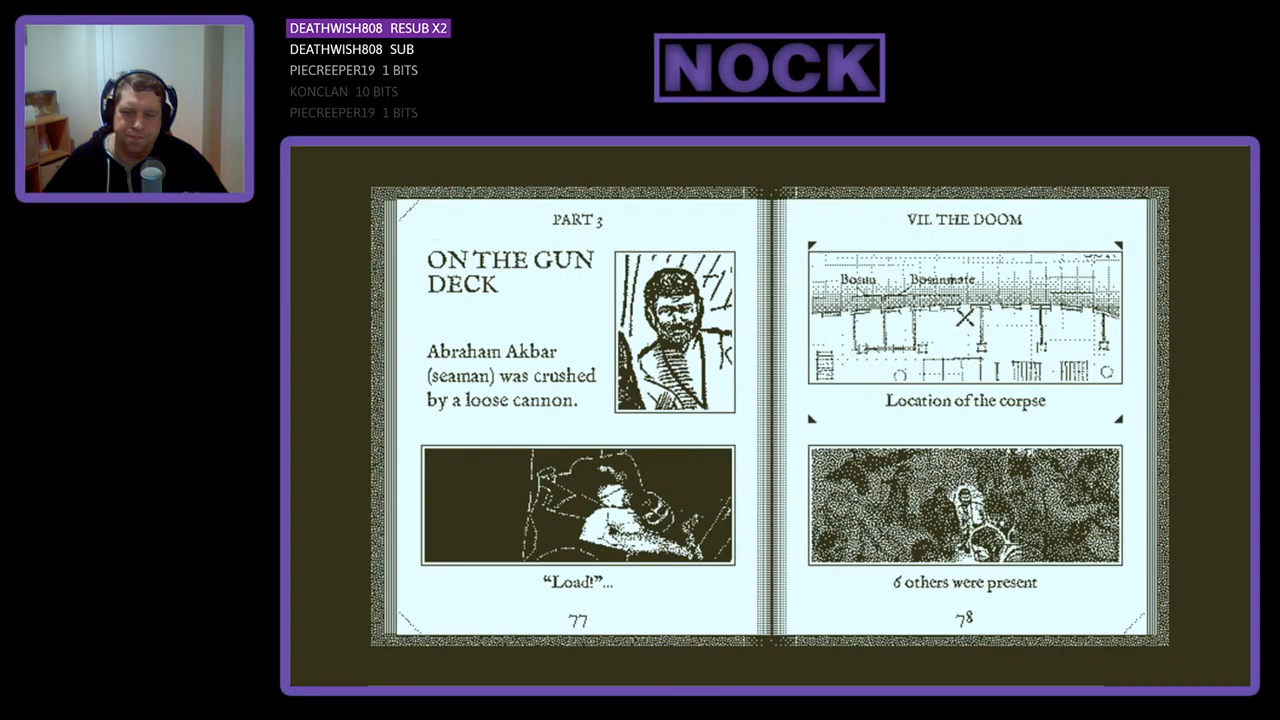 DEATHWISH808 RESUB X2
DEATHWISH808 SUB
PIECREEPER19 1 BITS
KONCLAN 10 BITS
PIECREEPER19 1 BITS
NOCK
PART 3
ON THE GUN
DECK
Abraham Akbar
(seaman) was crushed
by a loose cannon.
"Load!"...
77
VII. THE DOOM
Bosun Bosunmate
Location of the corpse
6 others were present
78